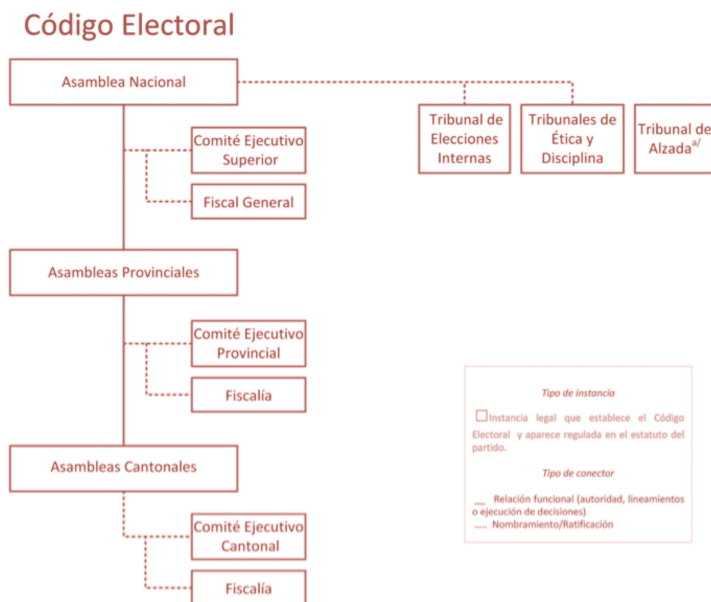 Código Electoral
Asamblea Nacional
Comité Ejecutivo
Superior
Fiscal General
Tribunal de
Elecciones
Internas
Tribunales de
Ética y
Disciplina
Tribunal de
Alzada a/
Asambleas Provinciales
Comité Ejecutivo
Provincial
Fiscalía
Asambleas Cantonales
Comité Ejecutivo
Cantonal
Fiscalía
Tipo de instancia
Instancia legal que establece el Código
Electoral y aparece regulada en el estatuto del
partido.
Tipo de conector
Relación funcional (autoridad, lineamientos
o ejecución de decisiones)
Nombramiento/Ratificación